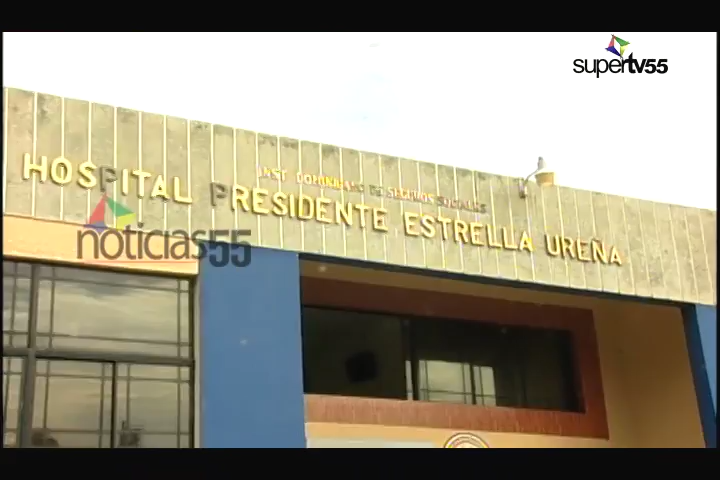 supertv55
INST. DOMINICANO DE SEGUROS SOCIALES
HOSPITAL PRESIDENTE ESTRELLA UREÑA
noticias55